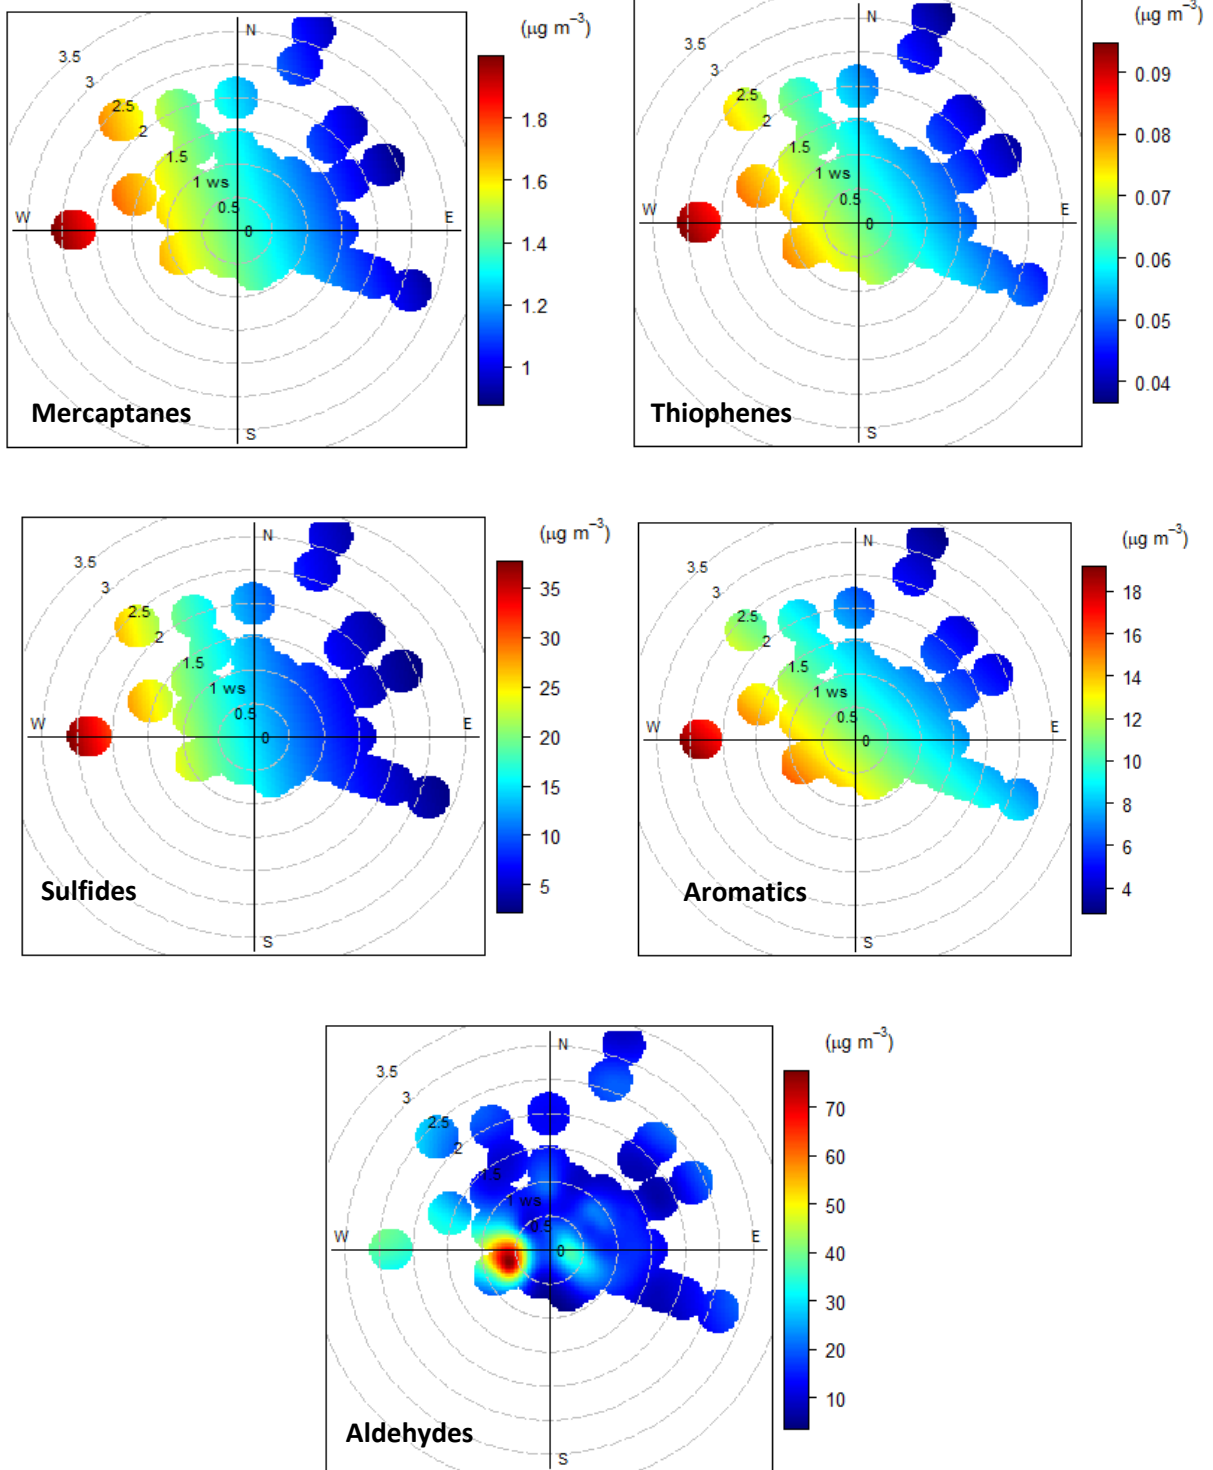 (μg m⁻³)
N
3.5
3
2.5
2
1.5
1 ws
0.5
0
W
E
S
1.8
1.6
1.4
1.2
1
Mercaptanes
(μg m⁻³)
N
3.5
3
2.5
2
1.5
1 ws
0.5
0
W
E
S
0.09
0.08
0.07
0.06
0.05
0.04
Thiophenes
(μg m⁻³)
N
3.5
3
2.5
2
1.5
1 ws
0.5
0
W
E
S
35
30
25
20
15
10
5
Sulfides
(μg m⁻³)
N
3.5
3
2.5
2
1.5
1 ws
0.5
0
W
E
S
18
16
14
12
10
8
6
4
Aromatics
(μg m⁻³)
N
3.5
3
2.5
2
1.5
1 ws
0.5
0
W
E
S
70
60
50
40
30
20
10
Aldehydes